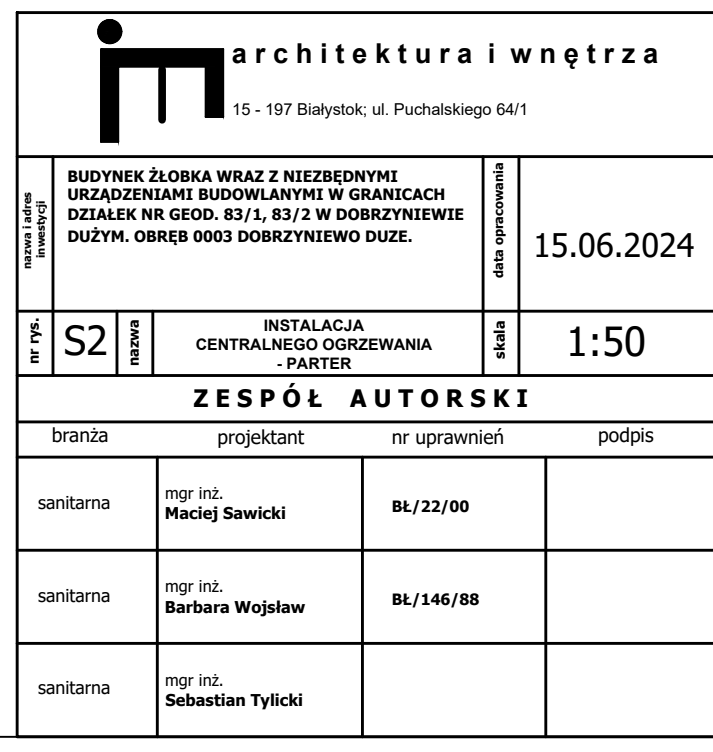 architektura i wnętrza
15 - 197 Białystok; ul. Puchalskiego 64/1
nazwa i adres
inwestycji
BUDYNEK ŻŁOBKA WRAZ Z NIEZBĘDNYMI
URZĄDZENIAMI BUDOWLANYMI W GRANICACH
DZIAŁEK NR GEOD. 83/1, 83/2 W DOBRZYNIEWIE
DUŻYM. OBRĘB 0003 DOBRZYNIEWO DUZE.
data opracowania
15.06.2024
nr rys.
S2
nazwa
INSTALACJA
CENTRALNEGO OGRZEWANIA
- PARTER
skala
1:50
ZESPÓŁ AUTORSKI
branża projektant nr uprawnień podpis
sanitarna
mgr inż.
Maciej Sawicki
BŁ/22/00
sanitarna
mgr inż.
Barbara Wojsław
BŁ/146/88
sanitarna
mgr inż.
Sebastian Tylicki